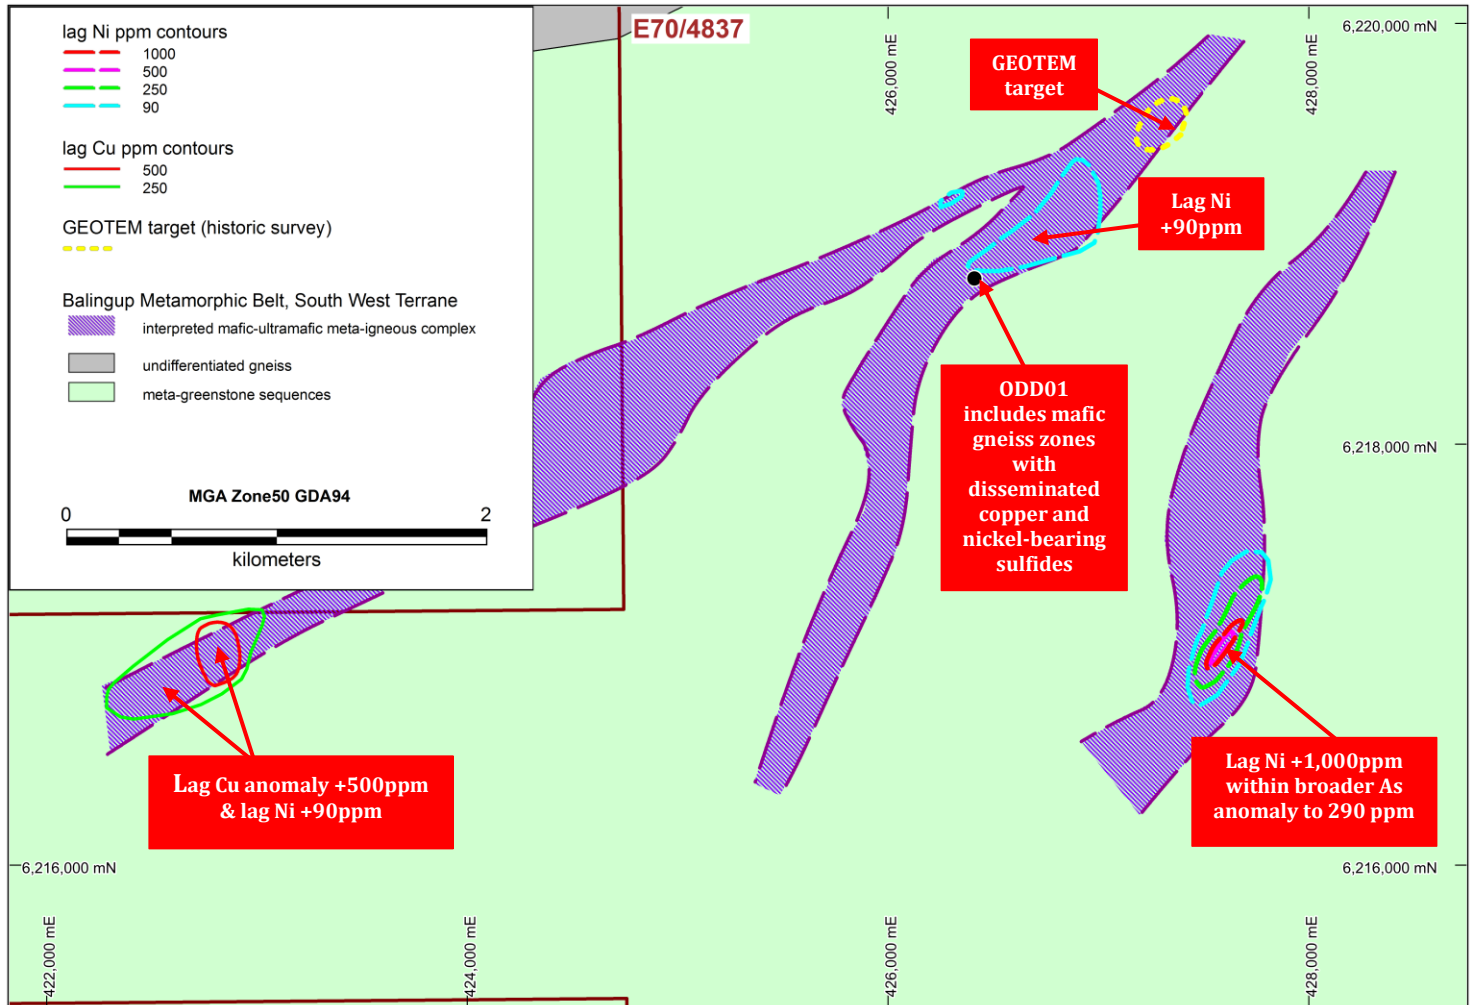 lag Ni ppm contours
1000
500
250
90
lag Cu ppm contours
500
250
GEOTEM target (historic survey)
Balingup Metamorphic Belt, South West Terrane
interpreted mafic-ultramafic meta-igneous complex
undifferentiated gneiss
meta-greenstone sequences
MGA Zone50 GDA94
0
2
kilometers
E70/4837
426,000 mE
428,000 mE
6,220,000 mN
GEOTEM
target
Lag Ni
+90ppm
ODD01
includes mafic
gneiss zones
with
disseminated
copper and
nickel-bearing
sulfides
6,218,000 mN
Lag Cu anomaly +500ppm
& lag Ni +90ppm
Lag Ni +1,000ppm
within broader As
anomaly to 290 ppm
6,216,000 mN
6,216,000 mN
422,000 mE
424,000 mE
426,000 mE
428,000 mE